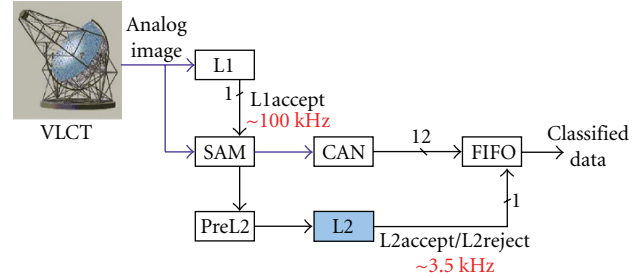 Analog
image
VLCT
L1
1
L1accept
~100 kHz
SAM
CAN
12
FIFO
Classified
data
PreL2
L2
1
L2accept/L2reject
~3.5 kHz